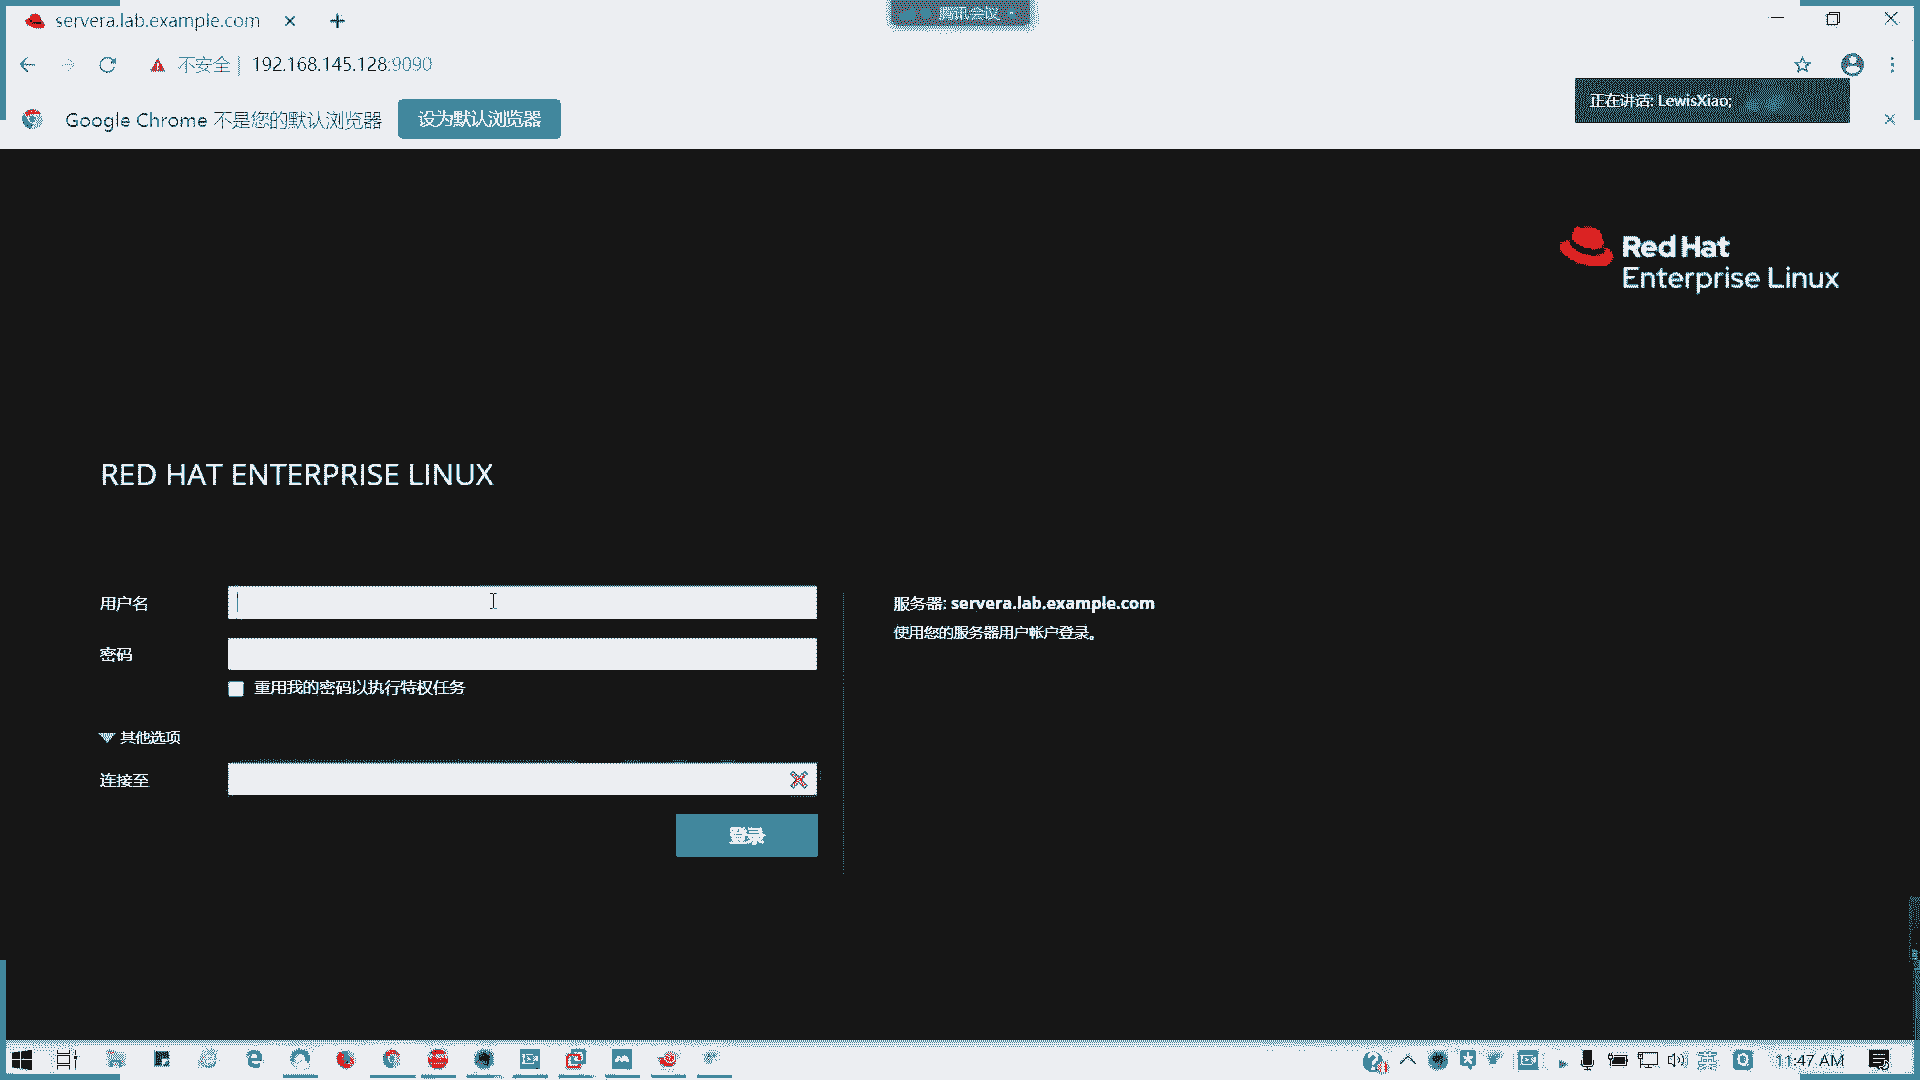 servera.lab.example.com
腾讯会议
不安全 192.168.145.128:9090
正在讲话: LewisXiao;
Google Chrome 不是您的默认浏览器 设为默认浏览器
Red Hat
Enterprise Linux
RED HAT ENTERPRISE LINUX
用户名
密码
重用我的密码以执行特权任务
其他选项
连接至
登录
服务器: servera.lab.example.com
使用您的服务器用户帐户登录。
英
11:47 AM